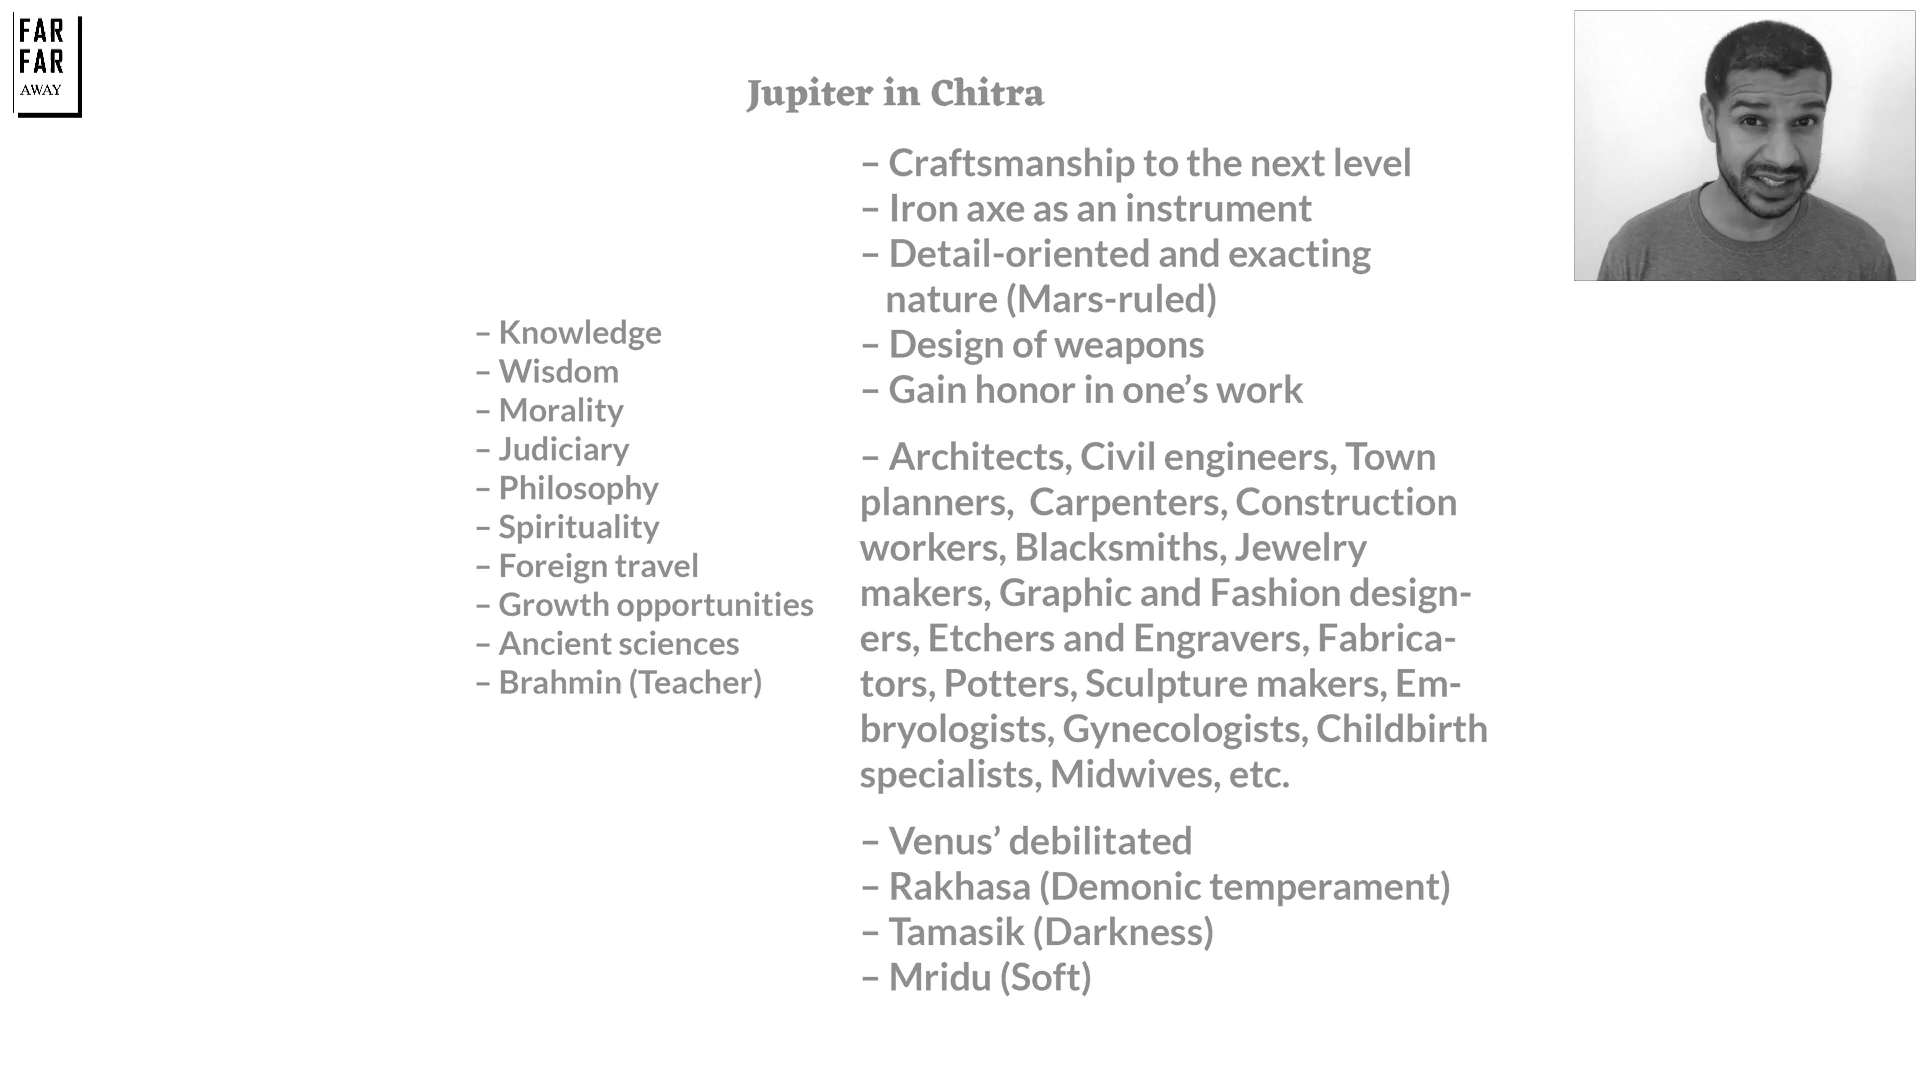 FAR
FAR
AWAY
Jupiter in Chitra
– Knowledge
– Wisdom
– Morality
– Judiciary
– Philosophy
– Spirituality
– Foreign travel
– Growth opportunities
– Ancient sciences
– Brahmin (Teacher)
– Craftsmanship to the next level
– Iron axe as an instrument
– Detail-oriented and exacting
nature (Mars-ruled)
– Design of weapons
– Gain honor in one’s work
– Architects, Civil engineers, Town
planners, Carpenters, Construction
workers, Blacksmiths, Jewelry
makers, Graphic and Fashion design-
ers, Etchers and Engravers, Fabrica-
tors, Potters, Sculpture makers, Em-
bryologists, Gynecologists, Childbirth
specialists, Midwives, etc.
– Venus’ debilitated
– Rakhasa (Demonic temperament)
– Tamasik (Darkness)
– Mridu (Soft)